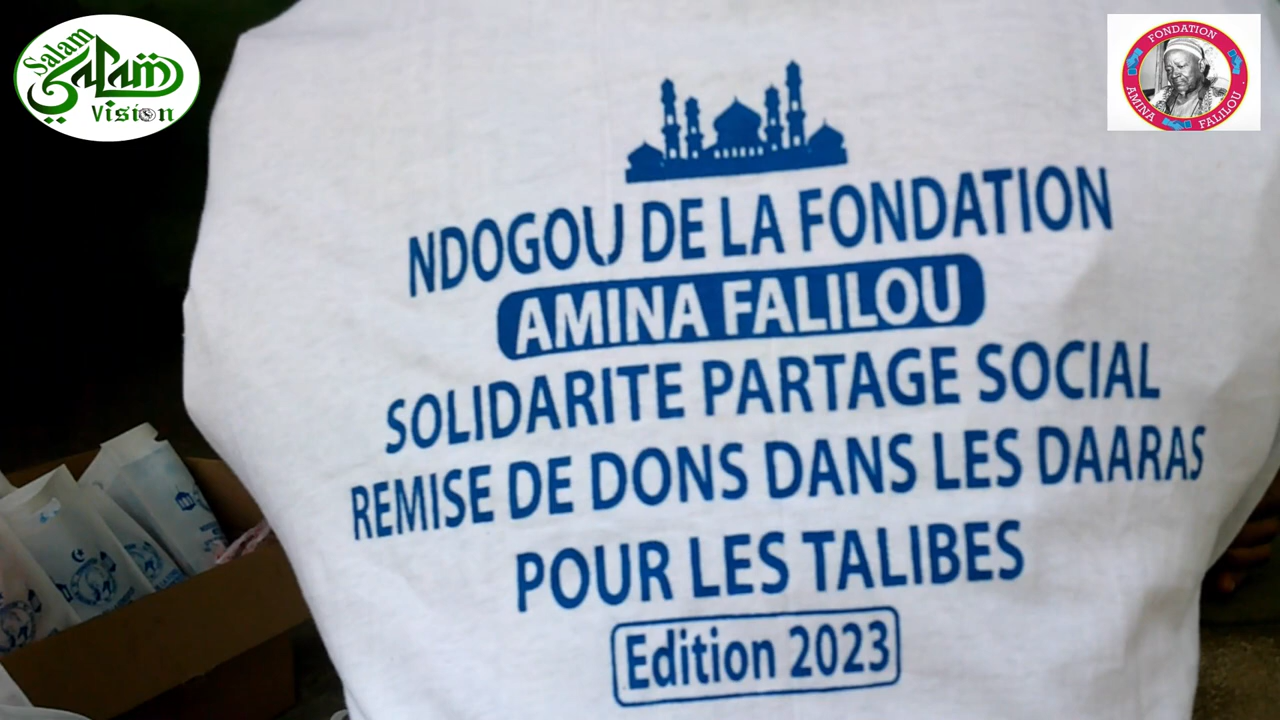 Salam
Salam
Vision
FONDATION
AMINA FALILOU
NDOGOU DE LA FONDATION
AMINA FALILOU
SOLIDARITE PARTAGE SOCIAL
REMISE DE DONS DANS LES DAARAS
POUR LES TALIBES
Edition 2023